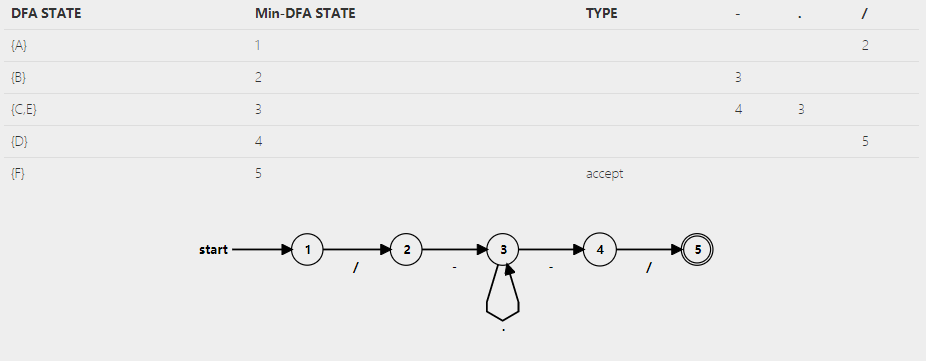 DFA STATE Min-DFA STATE TYPE - . /
{A} 1 2
{B} 2 3
{C,E} 3 4 3
{D} 4 5
{F} 5 accept
start 1 2 3 4 5
/ - - /
.